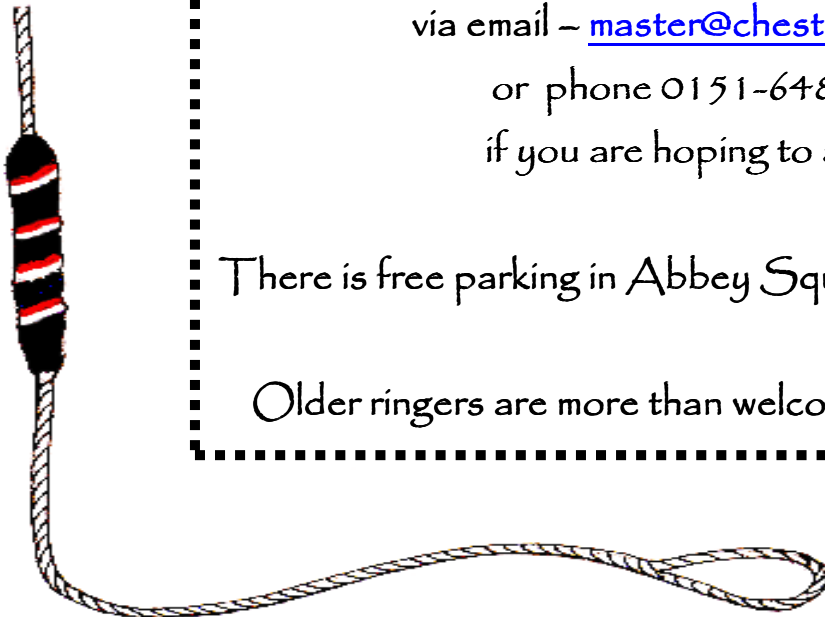 via email – master@chest
or phone 0151-648
if you are hoping to
There is free parking in Abbey Squ
Older ringers are more than welco